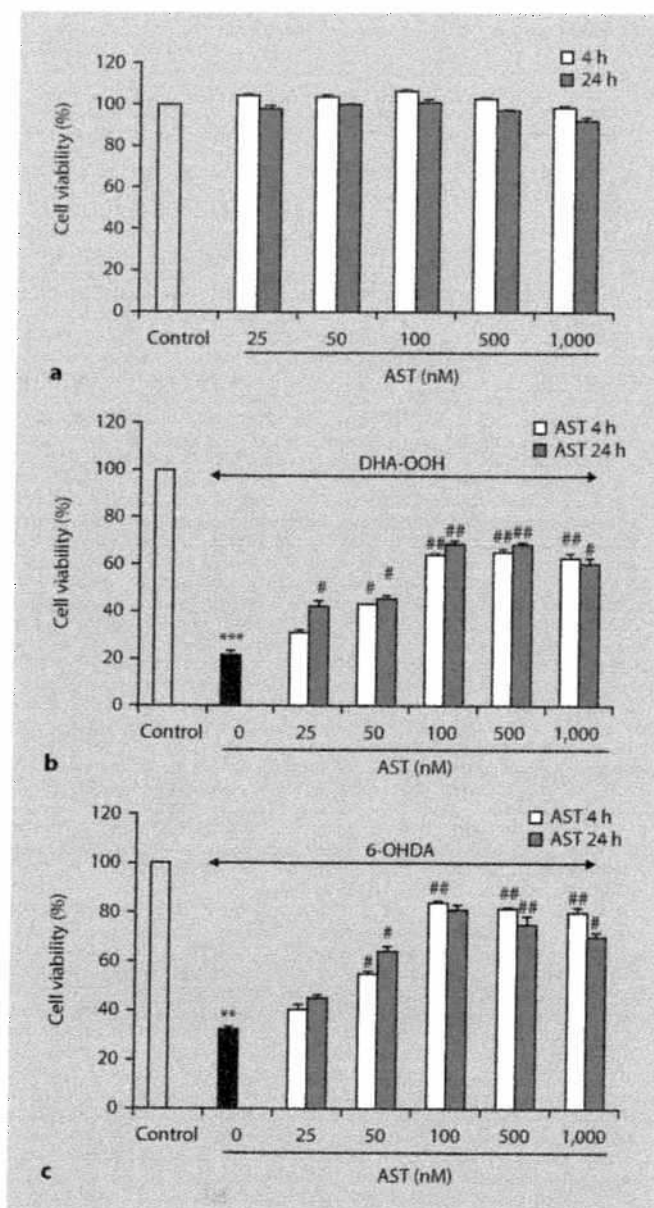 120
100
80
60
40
20
0
Cell viability (%)
4 h
24 h
Control 25 50 100 500 1,000
AST (nM)
a
120
100
80
60
40
20
0
Cell viability (%)
AST 4 h
AST 24 h
DHA-OOH
***
#
# #
## ##
## ##
## #
Control 0 25 50 100 500 1,000
AST (nM)
b
120
100
80
60
40
20
0
Cell viability (%)
AST 4 h
AST 24 h
6-OHDA
**
# #
##
## ##
## #
Control 0 25 50 100 500 1,000
AST (nM)
c